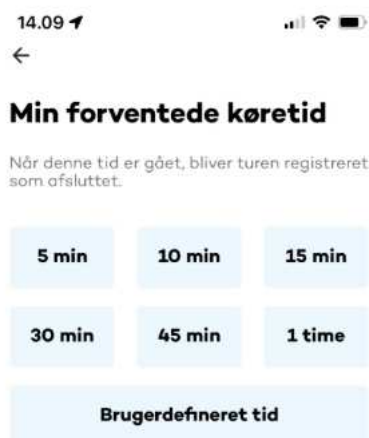 14.09
Min forventede køretid
Når denne tid er gået, bliver turen registreret
som afsluttet.
5 min
10 min
15 min
30 min
45 min
1 time
Brugerdefineret tid